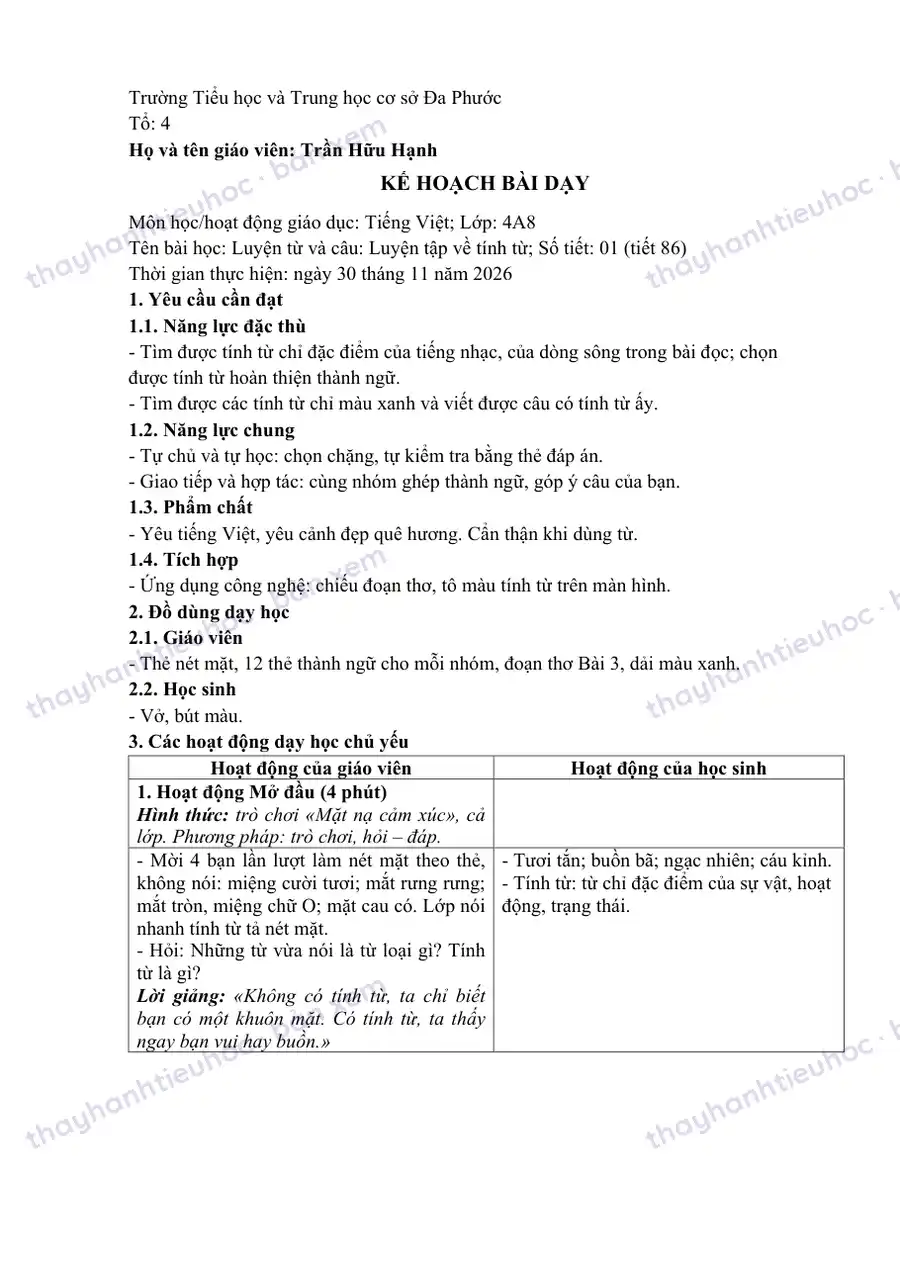 Trường Tiểu học và Trung học cơ sở Đa Phước
Tổ: 4
Họ và tên giáo viên: Trần Hữu Hạnh
KẾ HOẠCH BÀI DẠY
Môn học/hoạt động giáo dục: Tiếng Việt; Lớp: 4A8
Tên bài học: Luyện từ và câu: Luyện tập về tính từ; Số tiết: 01 (tiết 86)
Thời gian thực hiện: ngày 30 tháng 11 năm 2026
1. Yêu cầu cần đạt
1.1. Năng lực đặc thù
- Tìm được tính từ chỉ đặc điểm của tiếng nhạc, của dòng sông trong bài đọc; chọn
được tính từ hoàn thiện thành ngữ.
- Tìm được các tính từ chỉ màu xanh và viết được câu có tính từ ấy.
1.2. Năng lực chung
- Tự chủ và tự học: chọn chặng, tự kiểm tra bằng thẻ đáp án.
- Giao tiếp và hợp tác: cùng nhóm ghép thành ngữ, góp ý câu của bạn.
1.3. Phẩm chất
- Yêu tiếng Việt, yêu cảnh đẹp quê hương. Cẩn thận khi dùng từ.
1.4. Tích hợp
- Ứng dụng công nghệ: chiếu đoạn thơ, tô màu tính từ trên màn hình.
2. Đồ dùng dạy học
2.1. Giáo viên
- Thẻ nét mặt, 12 thẻ thành ngữ cho mỗi nhóm, đoạn thơ Bài 3, dải màu xanh.
2.2. Học sinh
- Vở, bút màu.
3. Các hoạt động dạy học chủ yếu
Hoạt động của giáo viên
Hoạt động của học sinh
1. Hoạt động Mở đầu (4 phút)
Hình thức: trò chơi «Mặt nạ cảm xúc», cả
lớp. Phương pháp: trò chơi, hỏi – đáp.
- Mời 4 bạn lần lượt làm nét mặt theo thẻ,
không nói: miệng cười tươi; mắt rưng rưng;
mắt tròn, miệng chữ O; mặt cau có. Lớp nói
nhanh tính từ tả nét mặt.
- Hỏi: Những từ vừa nói là từ loại gì? Tính
từ là gì?
Lời giảng: «Không có tính từ, ta chỉ biết
bạn có một khuôn mặt. Có tính từ, ta thấy
ngay bạn vui hay buồn.»
- Tươi tắn; buồn bã; ngạc nhiên; cáu kỉnh.
- Tính từ: từ chỉ đặc điểm của sự vật, hoạt
động, trạng thái.
thayhanhtieuhoc · bản xem
thayhanhtieuhoc · b
thayhanhtieuhoc · bản xem
thayhanhtieuhoc · b
thayhanhtieuhoc · bản xem
thayhanhtieuhoc · b